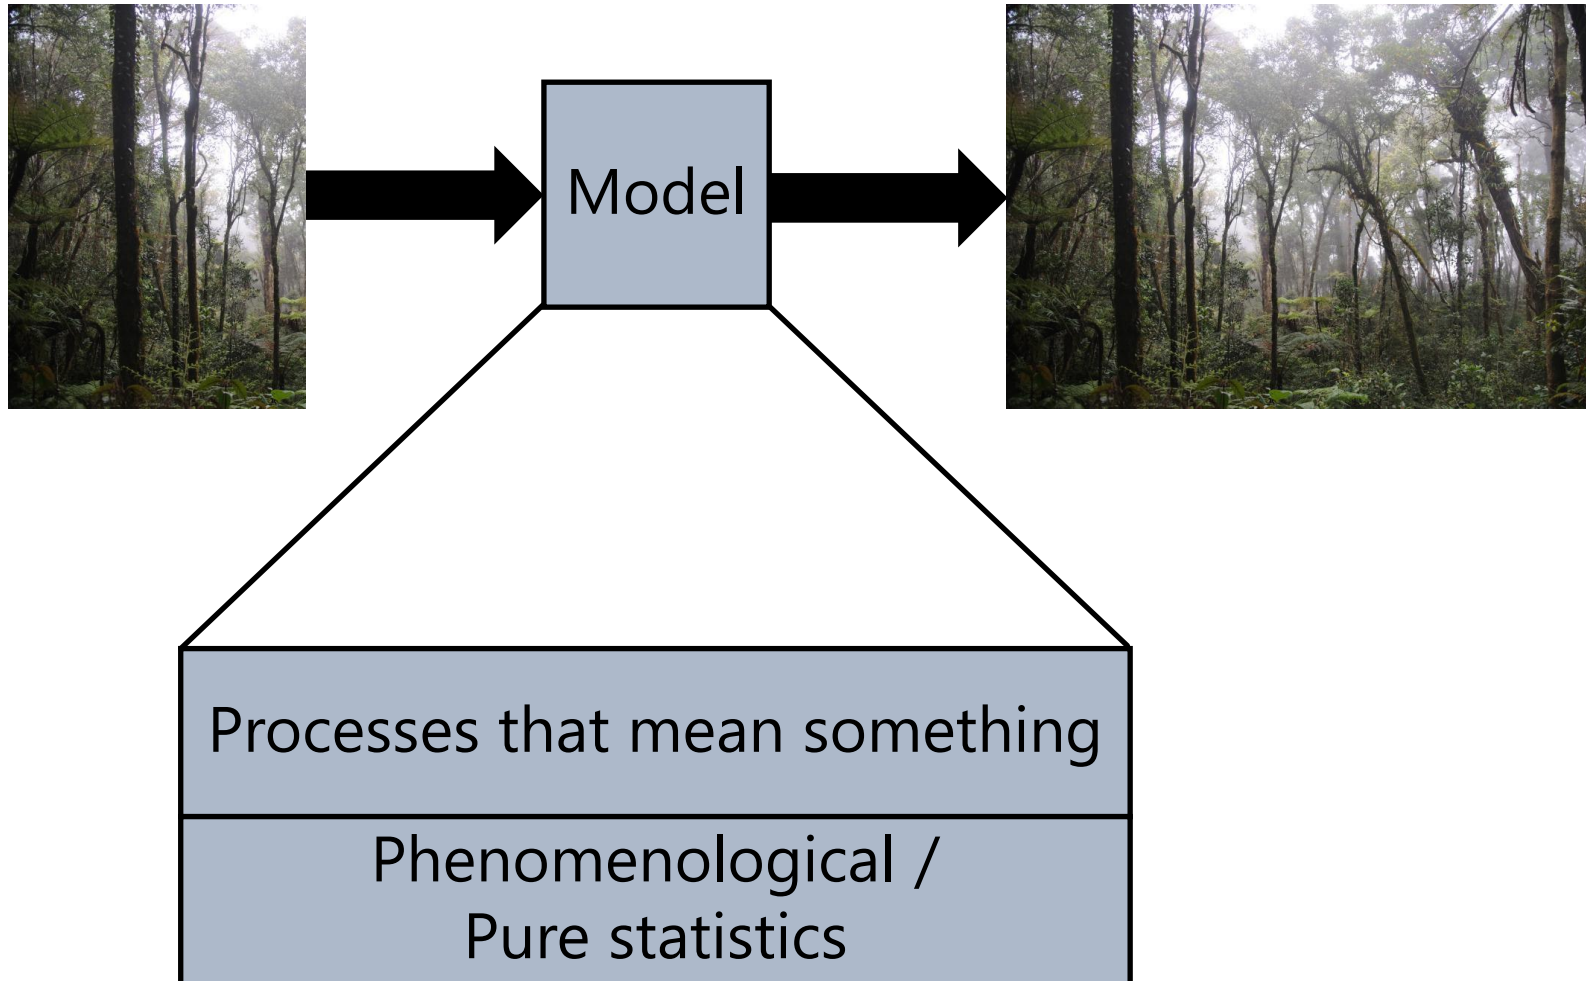 Model
Processes that mean something
Phenomenological /
Pure statistics